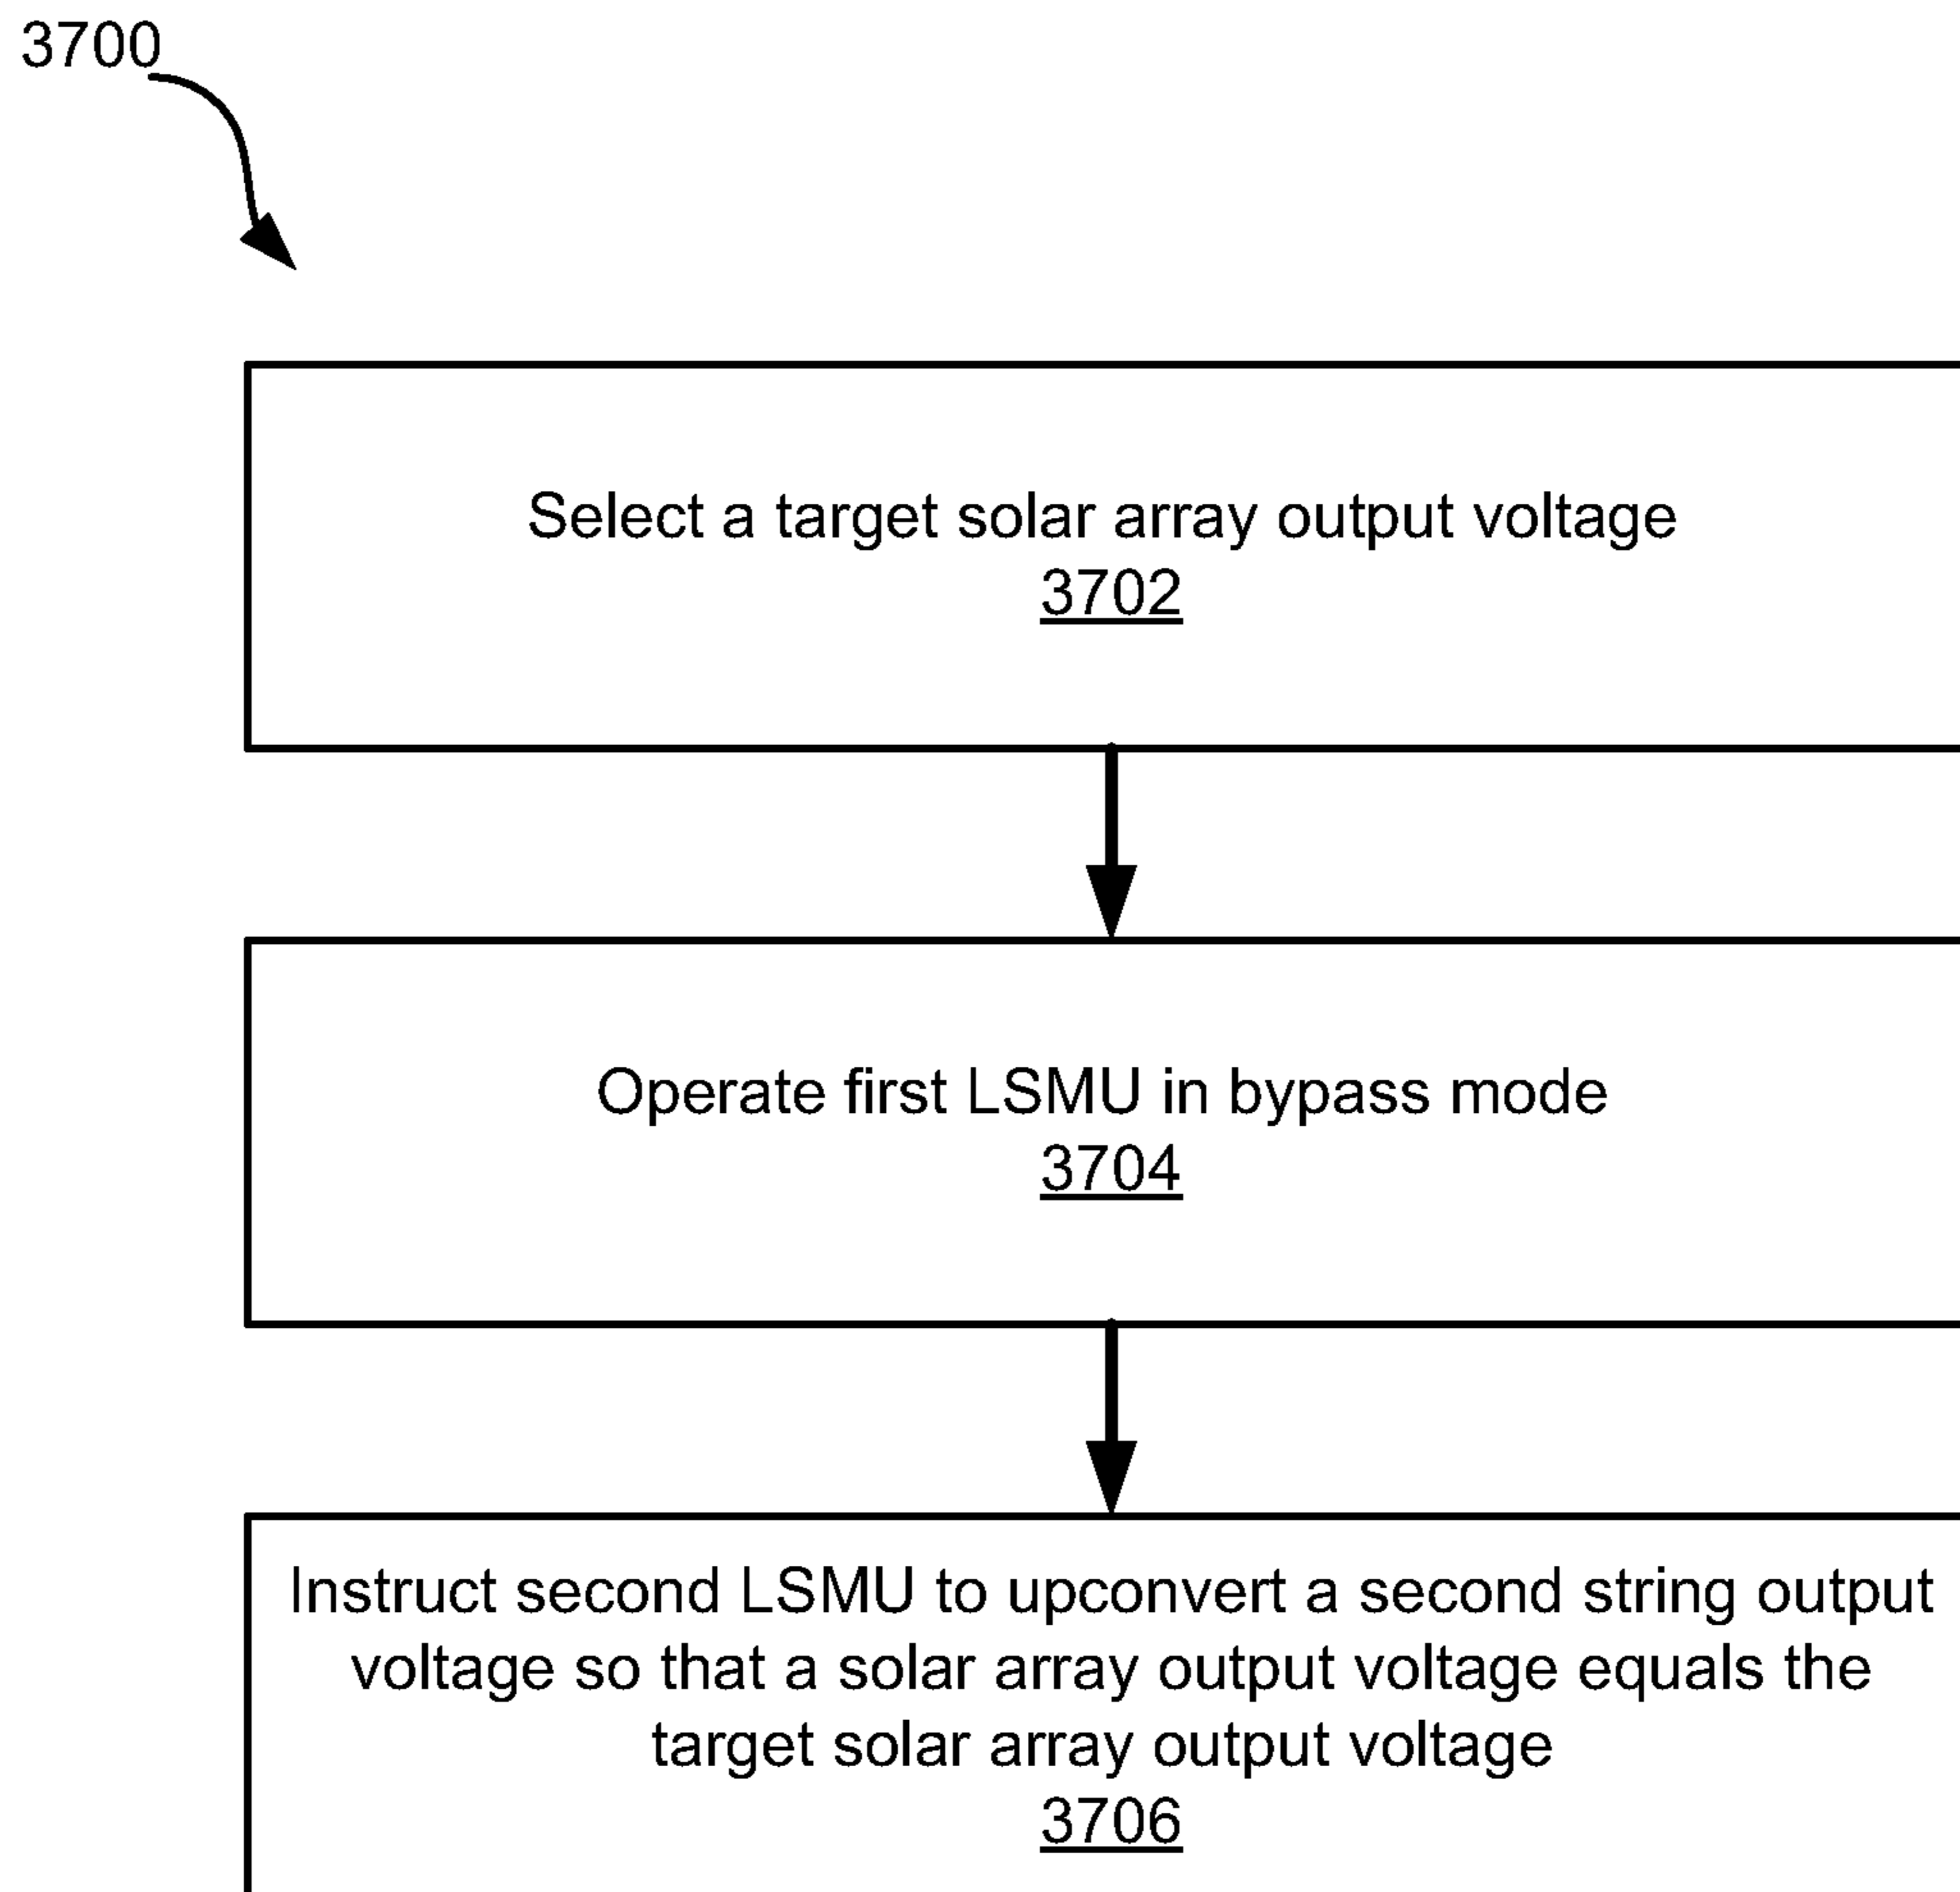 3700
Select a target solar array output voltage
3702
Operate first LSMU in bypass mode
3704
Instruct second LSMU to upconvert a second string output
voltage so that a solar array output voltage equals the
target solar array output voltage
3706